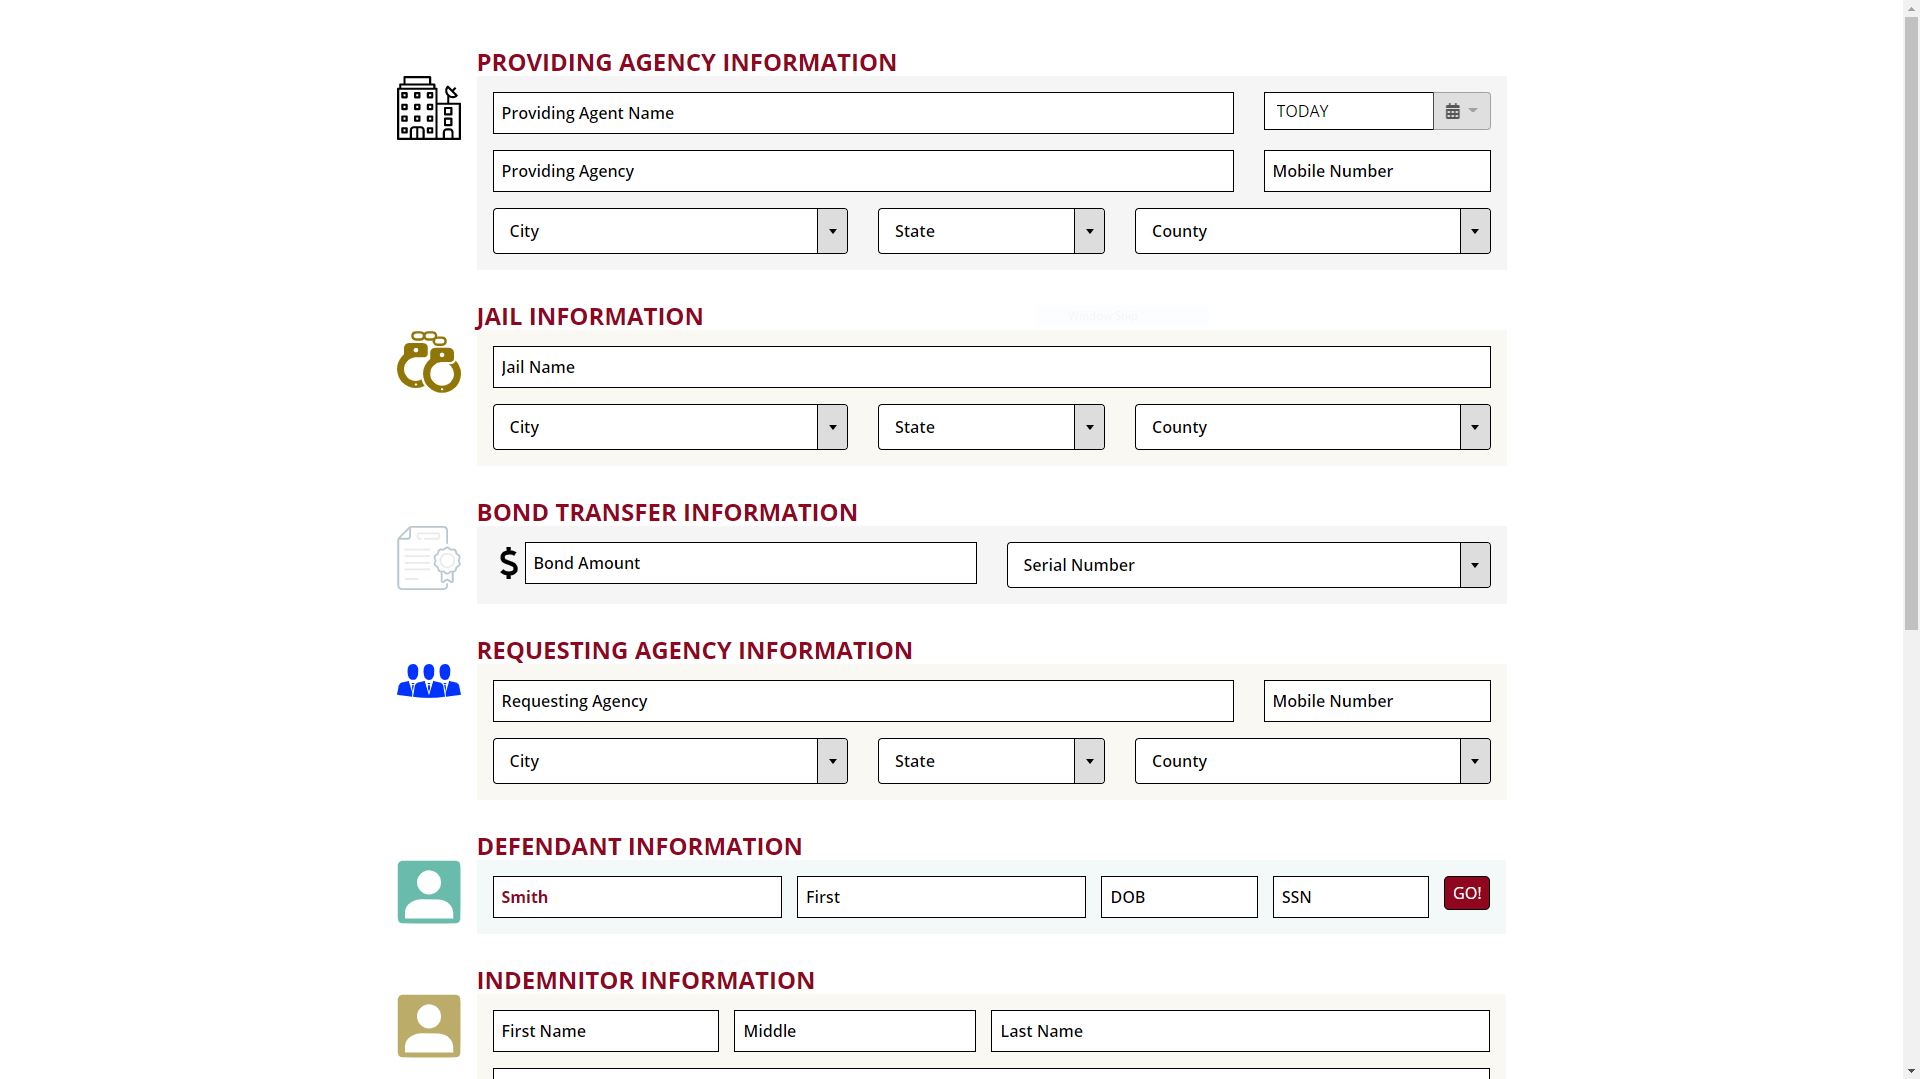 PROVIDING AGENCY INFORMATION
Providing Agent Name
TODAY
Providing Agency
Mobile Number
City
State
County
JAIL INFORMATION
Window Snip
Jail Name
City
State
County
BOND TRANSFER INFORMATION
$
Bond Amount
Serial Number
REQUESTING AGENCY INFORMATION
Requesting Agency
Mobile Number
City
State
County
DEFENDANT INFORMATION
Smith
First
DOB
SSN
GO!
INDEMNITOR INFORMATION
First Name
Middle
Last Name